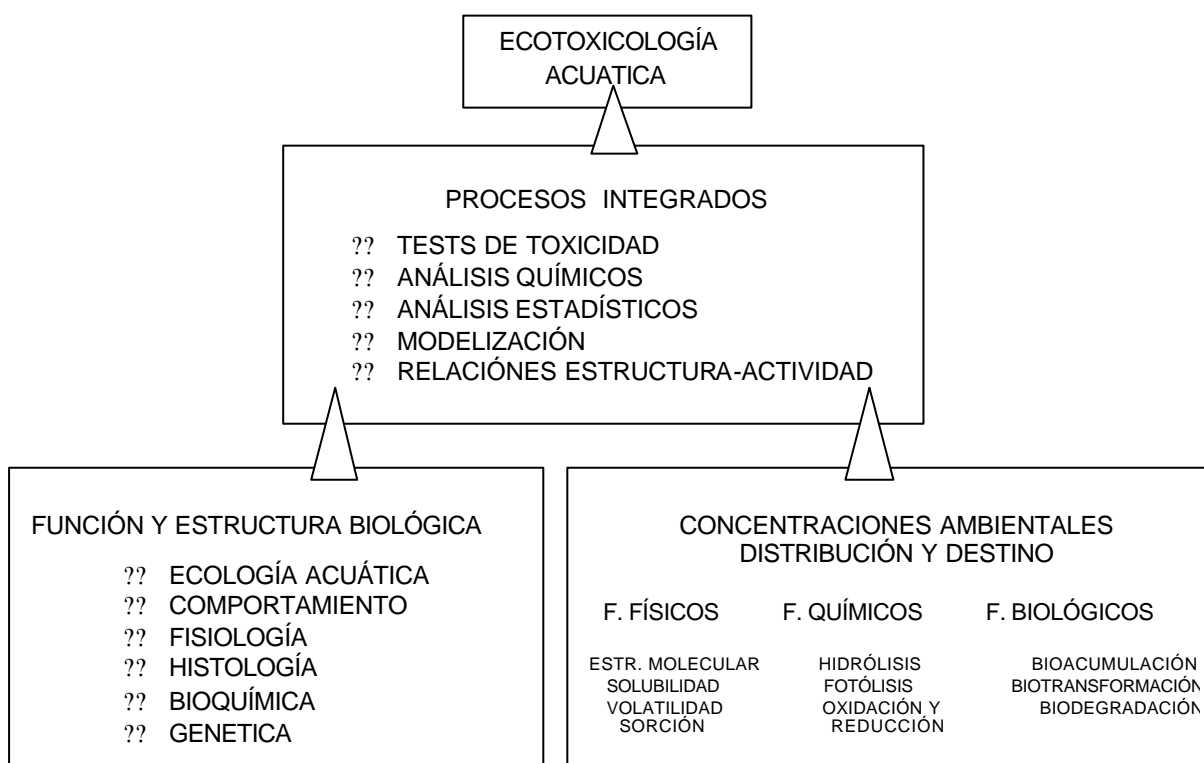 ECOTOXICOLOGÍA
ACUATICA
PROCESOS INTEGRADOS
?? TESTS DE TOXICIDAD
?? ANÁLISIS QUÍMICOS
?? ANÁLISIS ESTADÍSTICOS
?? MODELIZACIÓN
?? RELACIÓNES ESTRUCTURA-ACTIVIDAD
FUNCIÓN Y ESTRUCTURA BIOLÓGICA
?? ECOLOGÍA ACUÁTICA
?? COMPORTAMIENTO
?? FISIOLOGÍA
?? HISTOLOGÍA
?? BIOQUÍMICA
?? GENETICA
CONCENTRACIONES AMBIENTALES
DISTRIBUCIÓN Y DESTINO
F. FÍSICOS
ESTR. MOLECULAR
SOLUBILIDAD
VOLATILIDAD
SORCIÓN
F. QUÍMICOS
HIDRÓLISIS
FOTÓLISIS
OXIDACIÓN Y
REDUCCIÓN
F. BIOLÓGICOS
BIOACUMULACIÓN
BIOTRANSFORMACIÓN
BIODEGRADACIÓN